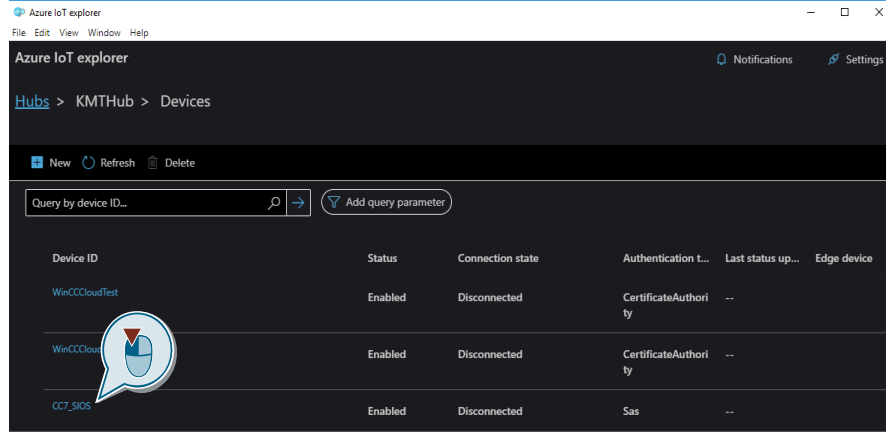 Azure IoT explorer
File Edit View Window Help
Azure IoT explorer
Notifications
Settings
Hubs > KMTHub > Devices
New Refresh Delete
Query by device ID...
Add query parameter
Device ID Status Connection state Authentication t... Last status up... Edge device
WinCCCloudTest Enabled Disconnected CertificateAuthori --
ty
WinCCCloud Enabled Disconnected CertificateAuthori --
ty
CC7_SIOS Enabled Disconnected Sas --